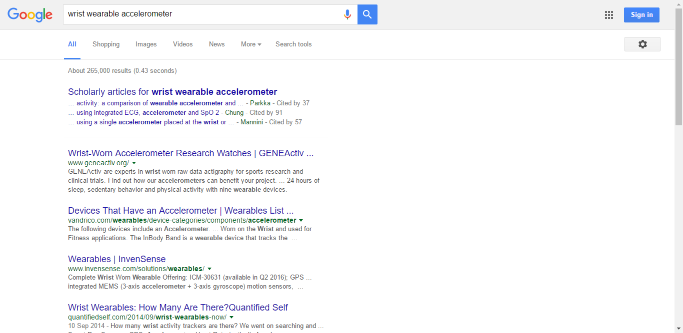 Google
wrist wearable accelerometer
Sign in
All Shopping Images Videos News More Search tools
About 265,000 results (0.43 seconds)
Scholarly articles for wrist wearable accelerometer
... activity: a comparison of wearable accelerometer and ... - Parkka - Cited by 37
... using integrated ECG, accelerometer and SpO 2 - Chung - Cited by 91
... using a single accelerometer placed at the wrist or ... - Mannini - Cited by 57
Wrist-Worn Accelerometer Research Watches | GENEActiv ...
www.geneactiv.org/
GENEActiv are experts in wrist worn raw data actigraphy for sports research and
clinical trials. Find out how our accelerometers can benefit your project. ... 24 hours of
sleep, sedentary behavior and physical activity with nine wearable devices.
Devices That Have an Accelerometer | Wearables List ...
vandrico.com/wearables/device-categories/components/accelerometer
The following devices include an Accelerometer ... Worn on the Wrist and used for
Fitness applications. The InBody Band is a wearable device that tracks the ...
Wearables | InvenSense
www.invensense.com/solutions/wearables/
Complete Wrist Worn Wearable Offering: ICM-30631 (available in Q2 2016); GPS ...
integrated MEMS (3-axis accelerometer + 3-axis gyroscope) motion sensors, ...
Wrist Wearables: How Many Are There?Quantified Self
quantifiedself.com/2014/09/wrist-wearables-now/
10 Sep 2014 - How many wrist activity trackers are there? We went on searching and ...